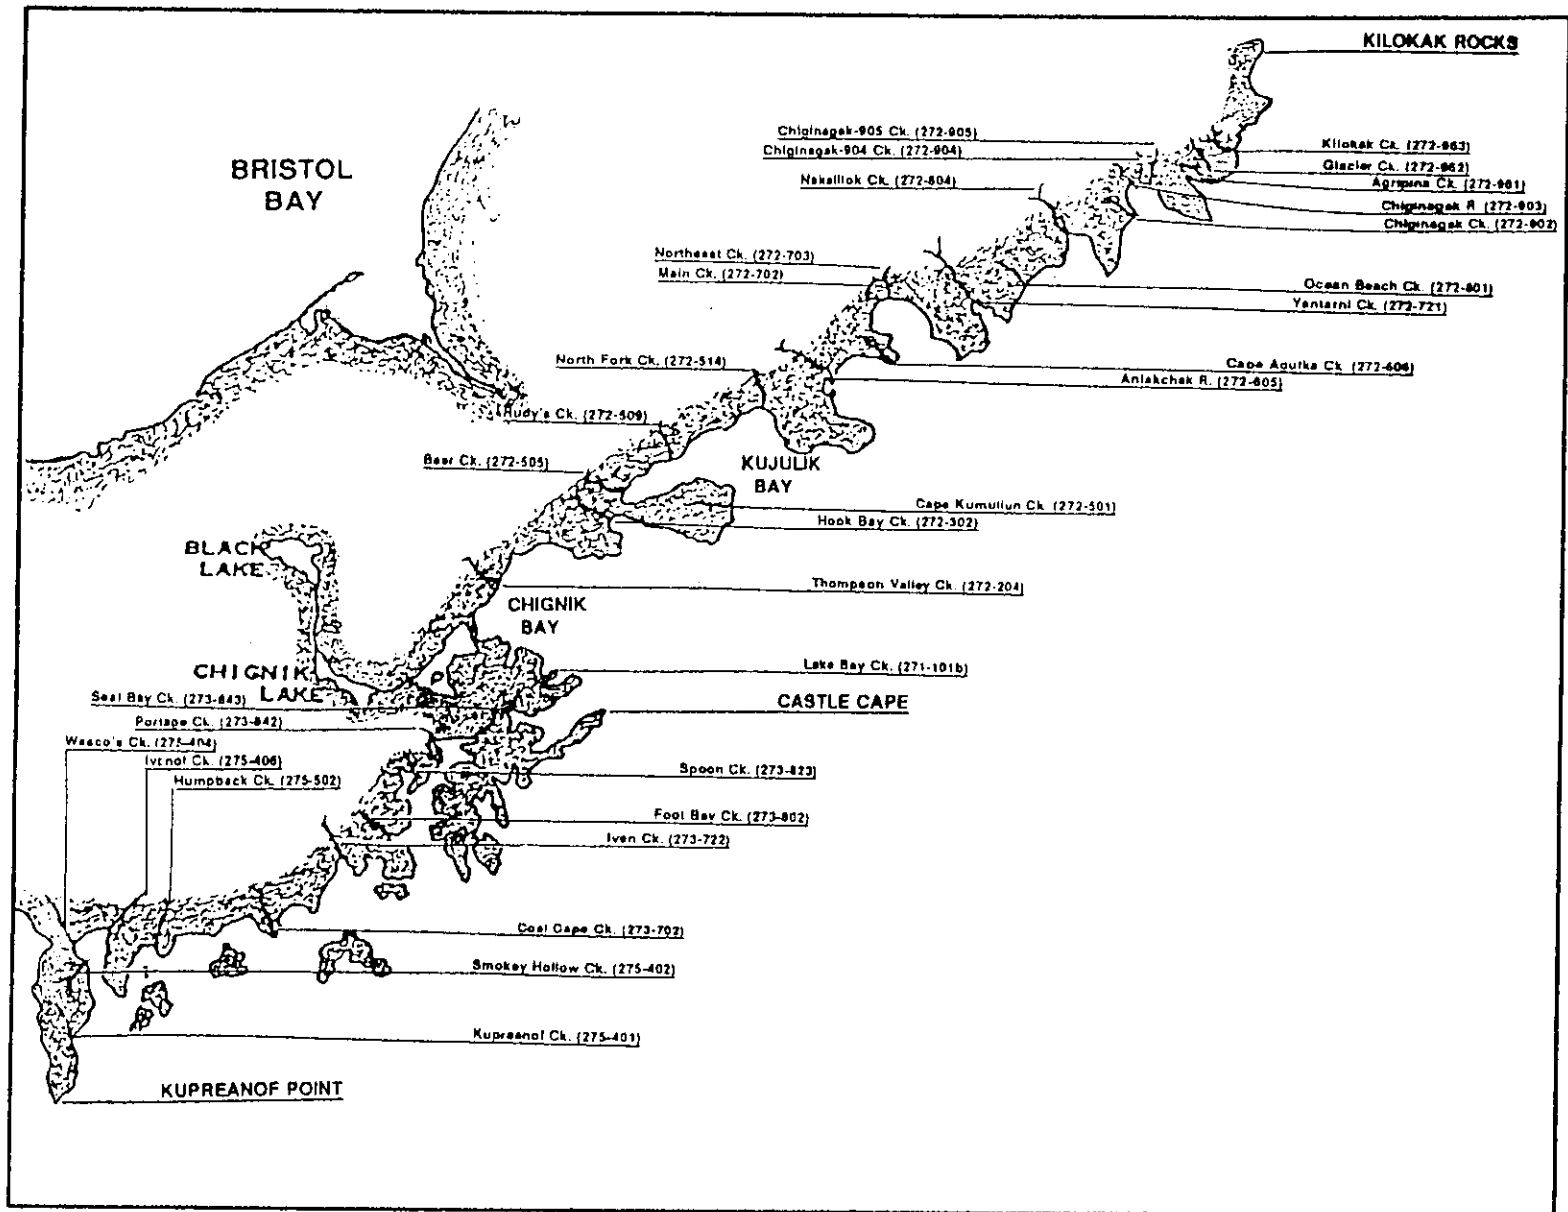 KILOKAK ROCKS
BRISTOL
BAY
Chiginagak-905 Ck. (272-905)
Chiginagak-904 Ck. (272-904)
Nakalilok Ck. (272-804)
Kilokak Ck. (272-963)
Glacier Ck. (272-962)
Agripina Ck. (272-961)
Chiginagak R. (272-903)
Chiginagak Ck. (272-902)
Northeast Ck. (272-703)
Main Ck. (272-702)
Ocean Beach Ck. (272-801)
Yantarni Ck. (272-721)
North Fork Ck. (272-514)
Cape Agutka Ck. (272-606)
Aniakchak R. (272-605)
Rudy's Ck. (272-509)
Bear Ck. (272-505)
KUJULIK
BAY
Cape Kumuliun Ck. (272-501)
Hook Bay Ck. (272-302)
BLACK
LAKE
Thompson Valley Ck. (272-204)
CHIGNIK
BAY
CHIGNIK
LAKE
Lake Bay Ck. (271-101b)
Seal Bay Ck. (273-843)
CASTLE CAPE
Portage Ck. (273-842)
Wasco's Ck. (275-404)
Ivanof Ck. (275-406)
Humpback Ck. (275-502)
Spoon Ck. (273-823)
Foot Bay Ck. (273-802)
Iven Ck. (273-722)
Coal Cape Ck. (273-702)
Smokey Hollow Ck. (275-402)
Kupreanof Ck. (275-401)
KUPREANOF POINT